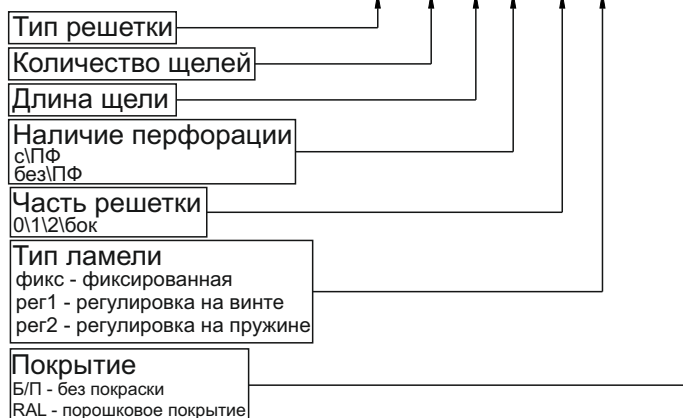 Тип решетки
Количество щелей
Длина щели
Наличие перфорации
с\ПФ
без\ПФ
Часть решетки
0\1\2\бок
Тип ламели
фикс - фиксированная
рег1 - регулировка на винте
рег2 - регулировка на пружине
Покрытие
Б/П - без покраски
RAL - порошковое покрытие